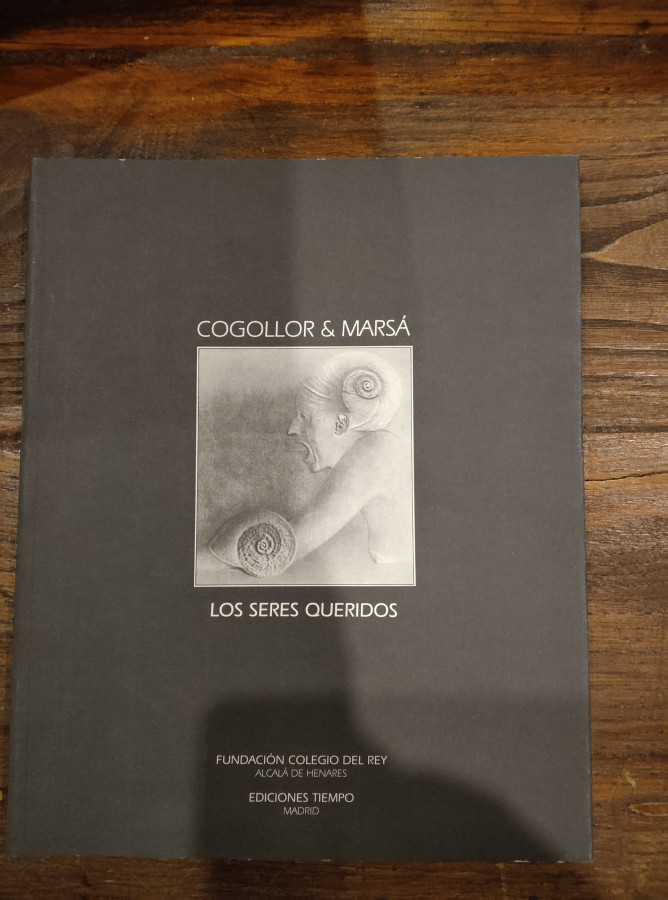 COGOLLOR & MARSÁ
LOS SERES QUERIDOS
FUNDACIÓN COLEGIO DEL REY
ALCALÁ DE HENARES
EDICIONES TIEMPO
MADRID